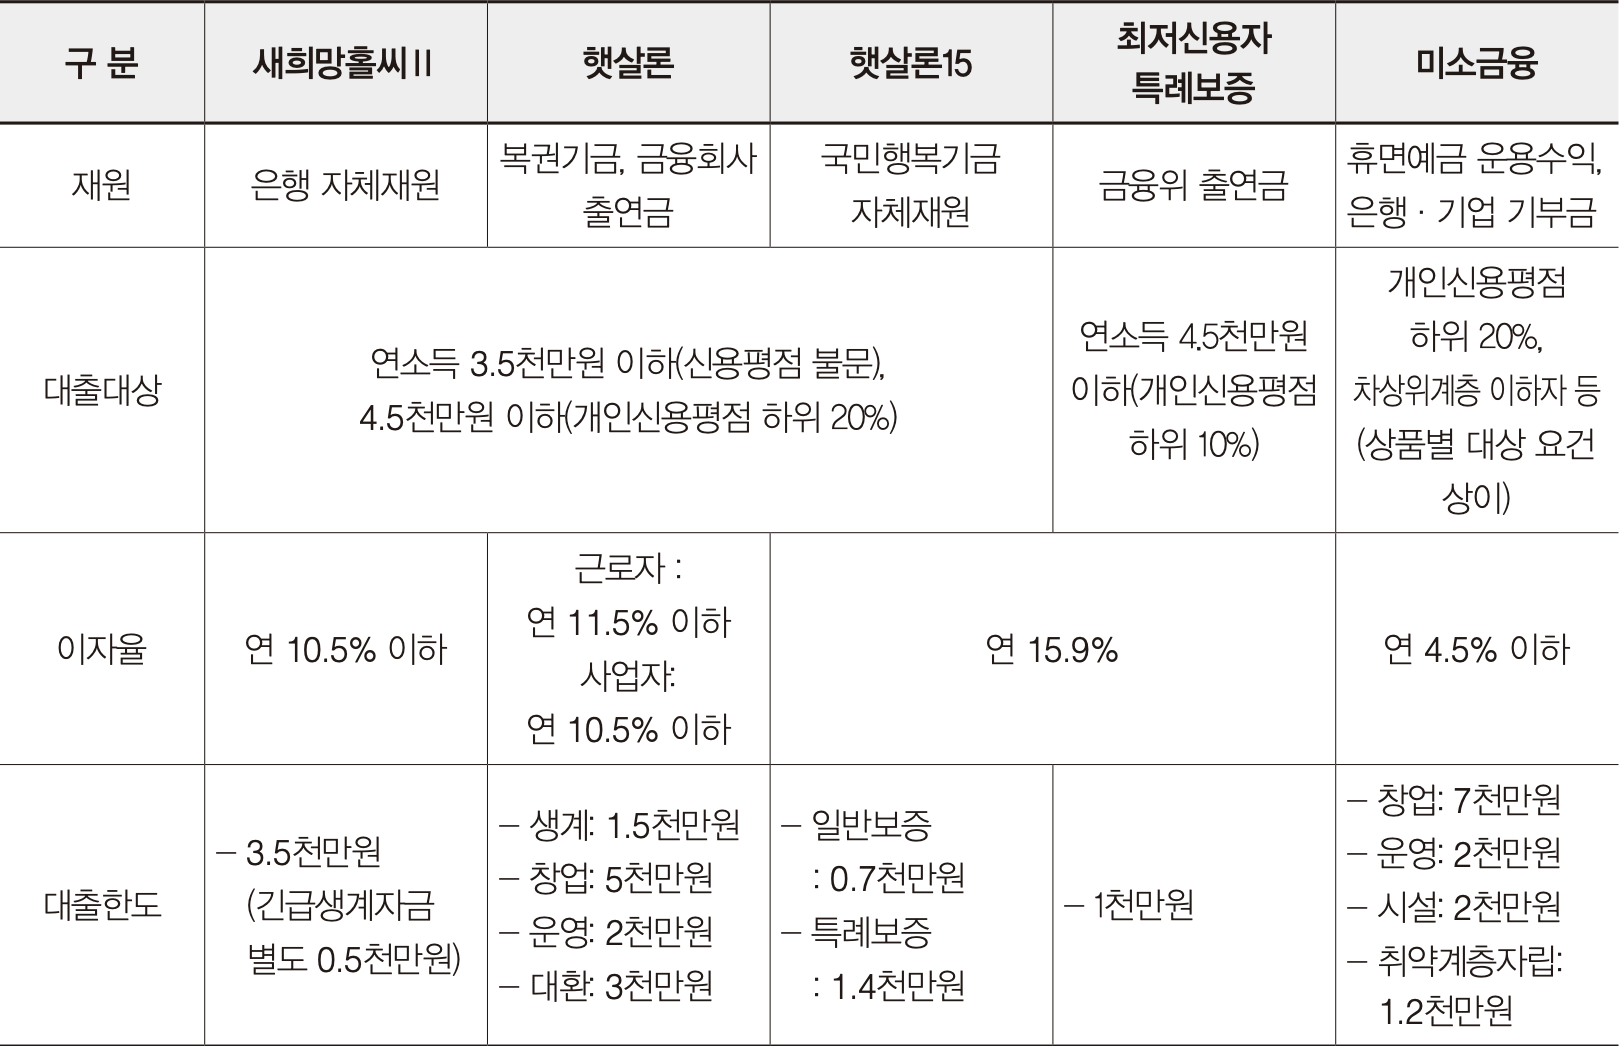 구 분
새희망홀씨Ⅱ
햇살론
햇살론15
최저신용자
특례보증
미소금융
재원
은행 자체재원
복권기금, 금융회사
출연금
국민행복기금
자체재원
금융위 출연금
휴면예금 운용수익,
은행·기업 기부금
대출대상
연소득 3.5천만원 이하(신용평점 불문),
4.5천만원 이하(개인신용평점 하위 20%)
연소득 4.5천만원
이하(개인신용평점
하위 10%)
개인신용평점
하위 20%,
차상위계층 이하자 등
(상품별 대상 요건
상이)
이자율
연 10.5% 이하
근로자 :
연 11.5% 이하
사업자:
연 10.5% 이하
연 15.9%
연 4.5% 이하
대출한도
– 3.5천만원
(긴급생계자금
별도 0.5천만원)
– 생계: 1.5천만원
– 창업: 5천만원
– 운영: 2천만원
– 대환: 3천만원
– 일반보증
: 0.7천만원
– 특례보증
: 1.4천만원
– 1천만원
– 창업: 7천만원
– 운영: 2천만원
– 시설: 2천만원
– 취약계층자립:
1.2천만원